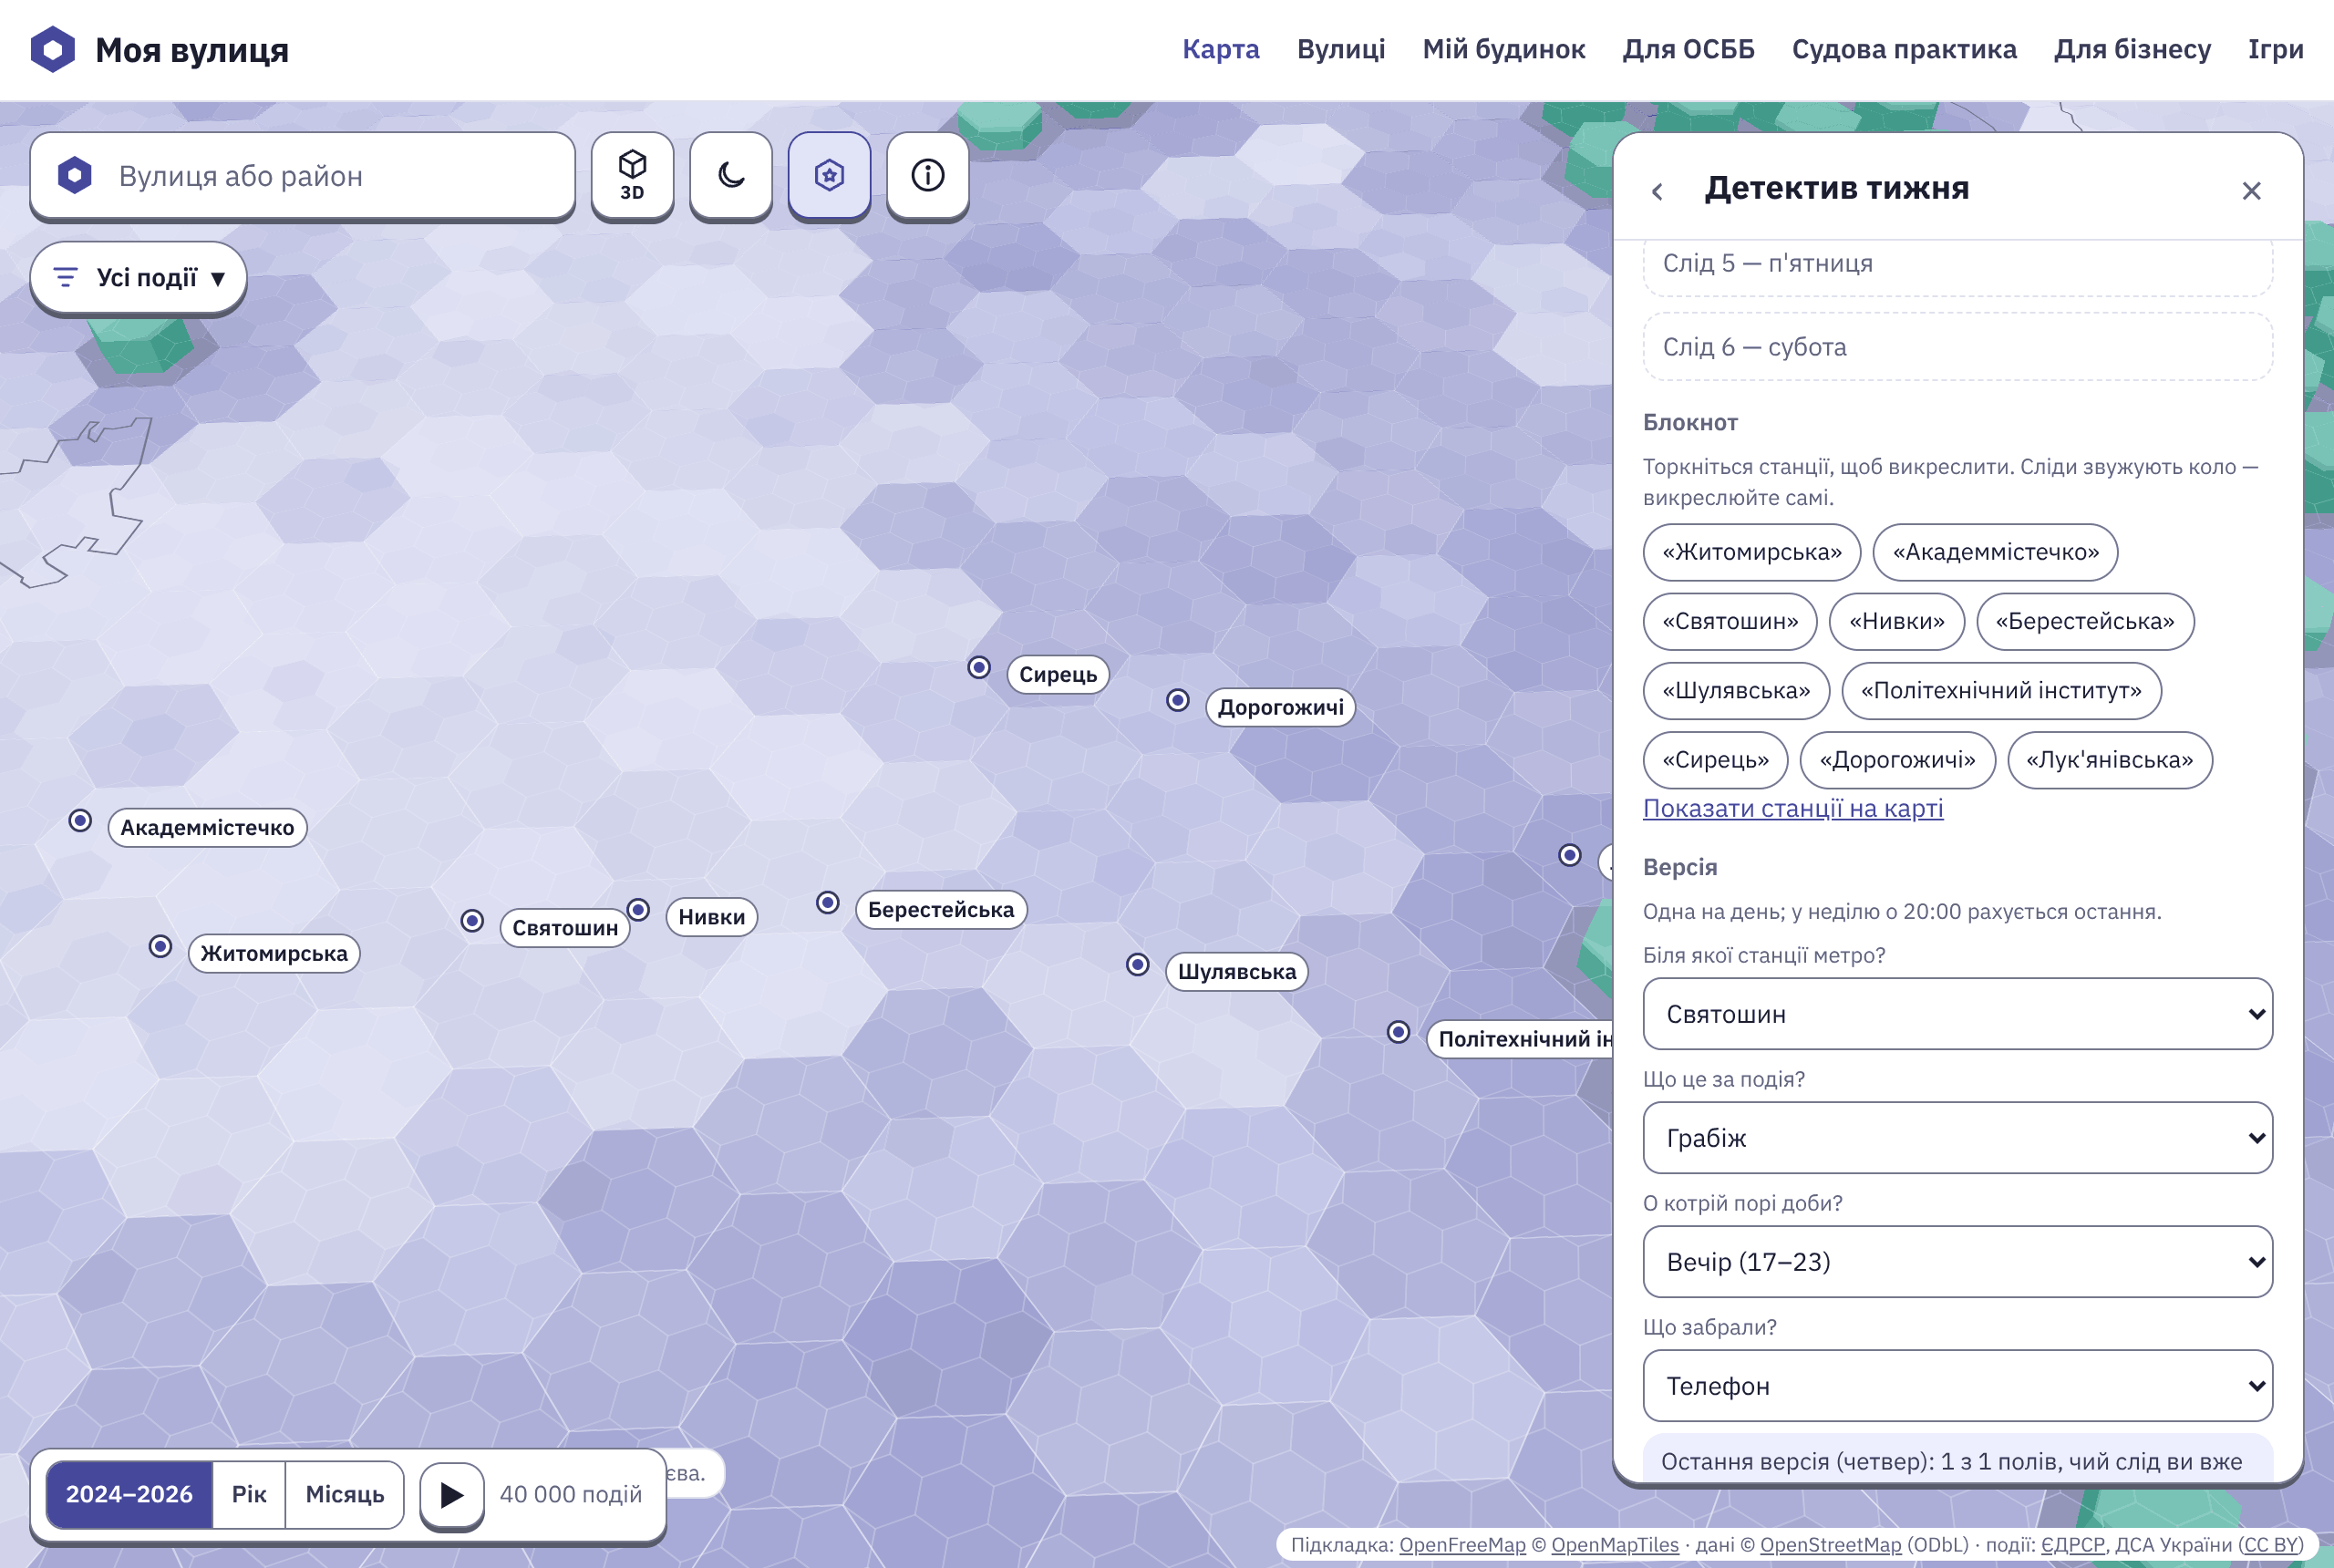 Моя вулиця
Карта Вулиці Мій будинок Для ОСББ Судова практика Для бізнесу Ігри
Вулиця або район
3D
Усі події ▼
Сирець
Дорогожичі
Академмістечко
Берестейська
Нивки
Святошин
Житомирська
Шулявська
Політехнічний ін
2024–2026 Рік Місяць 40 000 подій
єва.
Детектив тижня
Слід 5 — п'ятниця
Слід 6 — субота
Блокнот
Торкніться станції, щоб викреслити. Сліди звужують коло —
викреслюйте самі.
«Житомирська» «Академмістечко»
«Святошин» «Нивки» «Берестейська»
«Шулявська» «Політехнічний інститут»
«Сирець» «Дорогожичі» «Лук'янівська»
Показати станції на карті
Версія
Одна на день; у неділю о 20:00 рахується остання.
Біля якої станції метро?
Святошин
Що це за подія?
Грабіж
О котрій порі доби?
Вечір (17–23)
Що забрали?
Телефон
Остання версія (четвер): 1 з 1 полів, чий слід ви вже
Підкладка: OpenFreeMap © OpenMapTiles · дані © OpenStreetMap (ODbL) · події: ЄДРСР, ДСА України (CC BY)